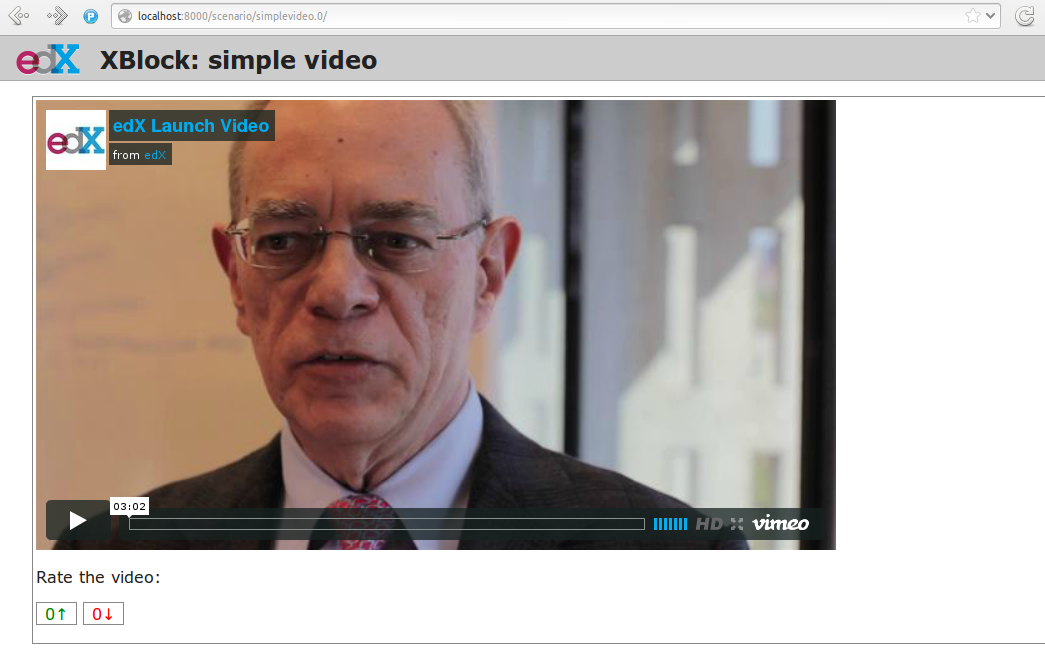 localhost:8000/scenario/simplevideo.0/
edX XBlock: simple video
edX edX Launch Video
from edX
03:02
HD vimeo
Rate the video:
0↑ 0↓